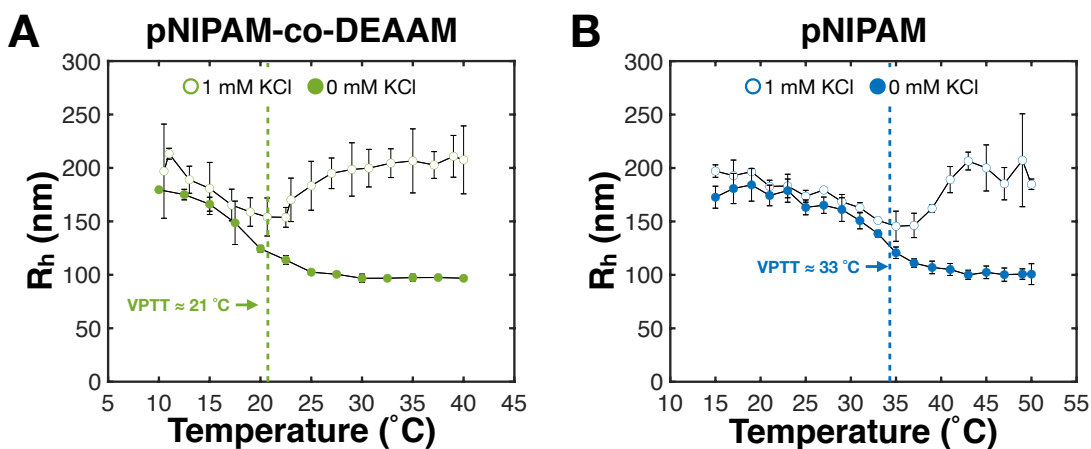 A
pNIPAM-co-DEAAM
1 mM KCl
0 mM KCl
300
250
200
150
100
50
0
Rh (nm)
VPTT ≈ 21 °C
5 10 15 20 25 30 35 40 45
Temperature (°C)
B
pNIPAM
1 mM KCl
0 mM KCl
300
250
200
150
100
50
0
Rh (nm)
VPTT ≈ 33 °C
10 15 20 25 30 35 40 45 50 55
Temperature (°C)